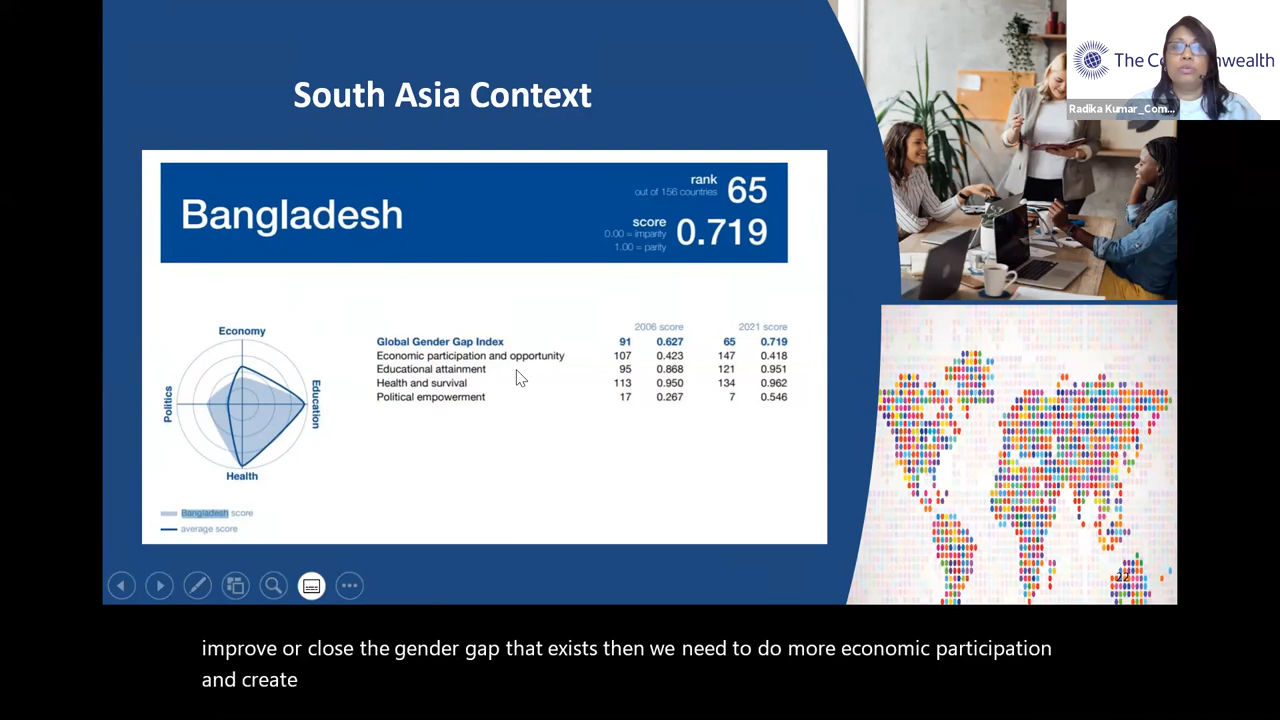 South Asia Context
The C
wealth
Radika Kumar_Com...
Bangladesh
rank
out of 156 countries
65
score
0.00 = imparity
1.00 = parity
0.719
Economy
Education
Politics
Health
Bangladesh score
average score
2006 score 2021 score
Global Gender Gap Index 91 0.627 65 0.719
Economic participation and opportunity 107 0.423 147 0.418
Educational attainment 95 0.868 121 0.951
Health and survival 113 0.950 134 0.962
Political empowerment 17 0.267 7 0.546
22
improve or close the gender gap that exists then we need to do more economic participation
and create